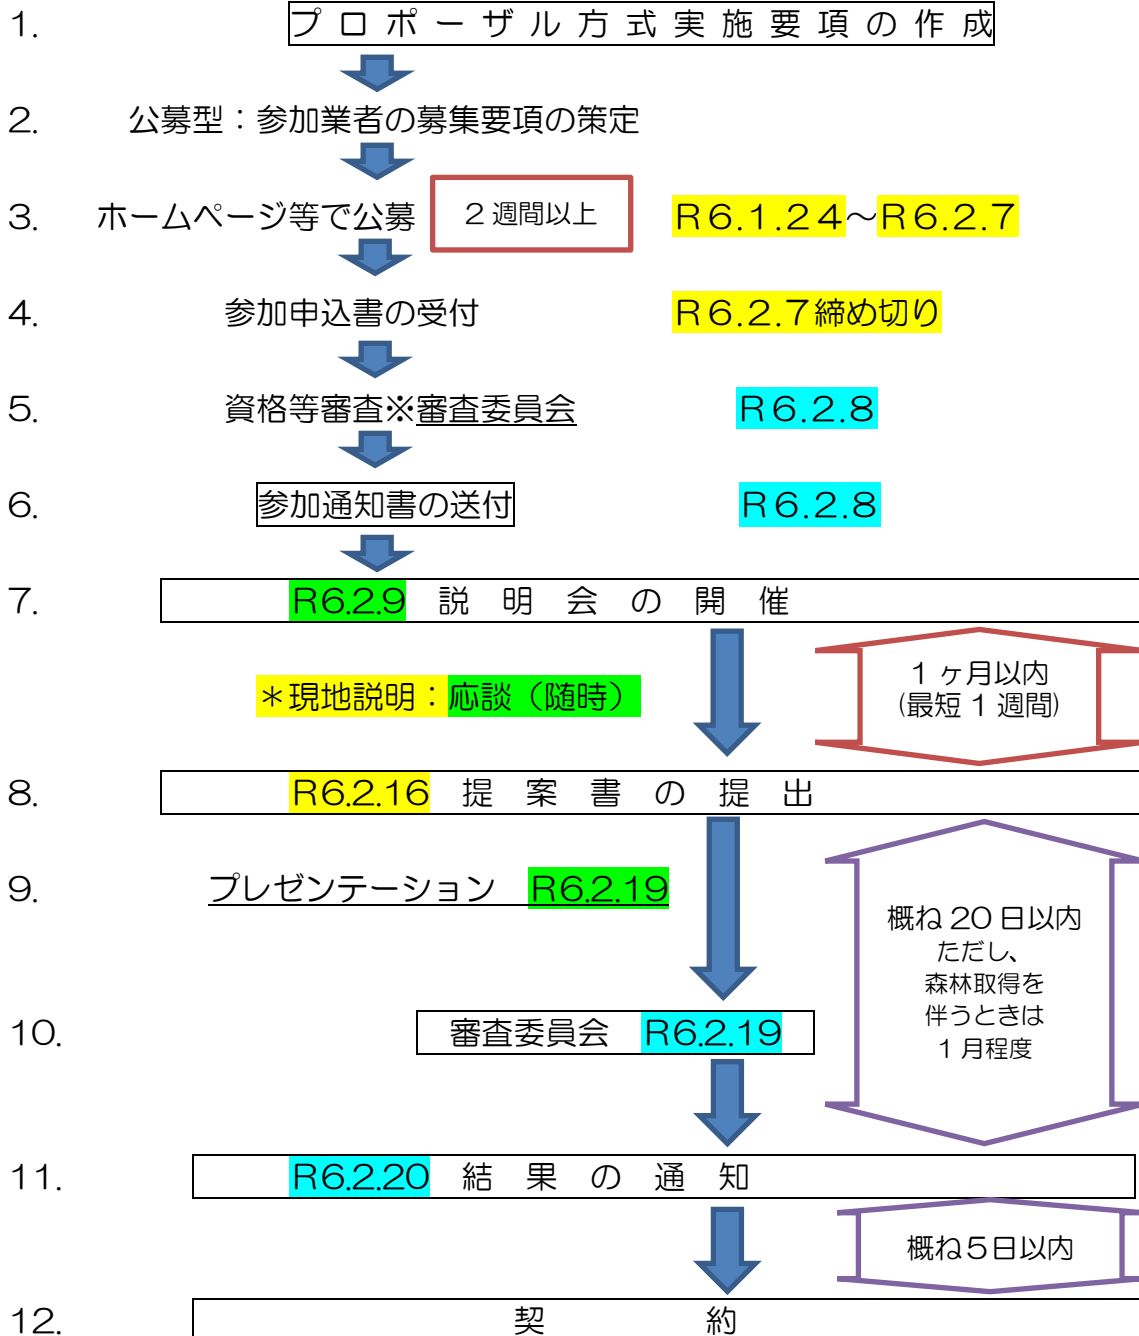 1. プロポーザル方式実施要項の作成
2. 公募型：参加業者の募集要項の策定
3. ホームページ等で公募 2週間以上 R6.1.24～R6.2.7
4. 参加申込書の受付 R6.2.7締め切り
5. 資格等審査※審査委員会 R6.2.8
6. 参加通知書の送付 R6.2.8
7. R6.2.9 説明会の開催
1ヶ月以内
(最短1週間)
＊現地説明：応談（随時）
8. R6.2.16 提案書の提出
9. プレゼンテーション R6.2.19
概ね20日以内
ただし、
森林取得を
伴うときは
1月程度
10. 審査委員会 R6.2.19
11. R6.2.20 結果の通知
概ね5日以内
12. 契約